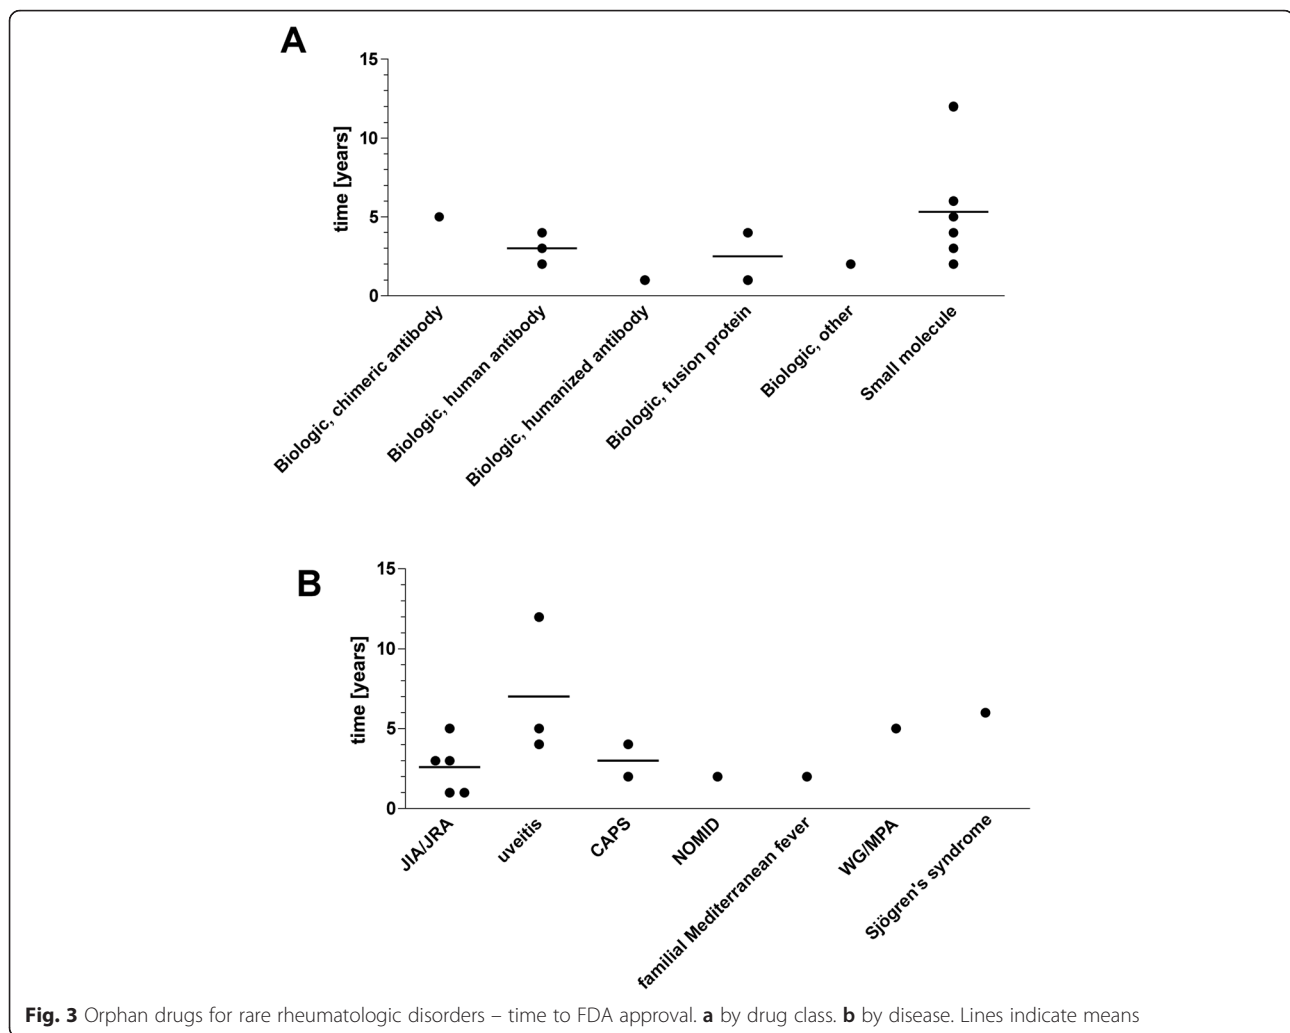 A
15
10
5
0
time [years]
Biologic, chimeric antibody
Biologic, human antibody
Biologic, humanized antibody
Biologic, fusion protein
Biologic, other
Small molecule
B
15
10
5
0
time [years]
JIA/JRA
uveitis
CAPS
NOMID
familial Mediterranean fever
WG/MPA
Sjögren's syndrome
Fig. 3 Orphan drugs for rare rheumatologic disorders – time to FDA approval. a by drug class. b by disease. Lines indicate means